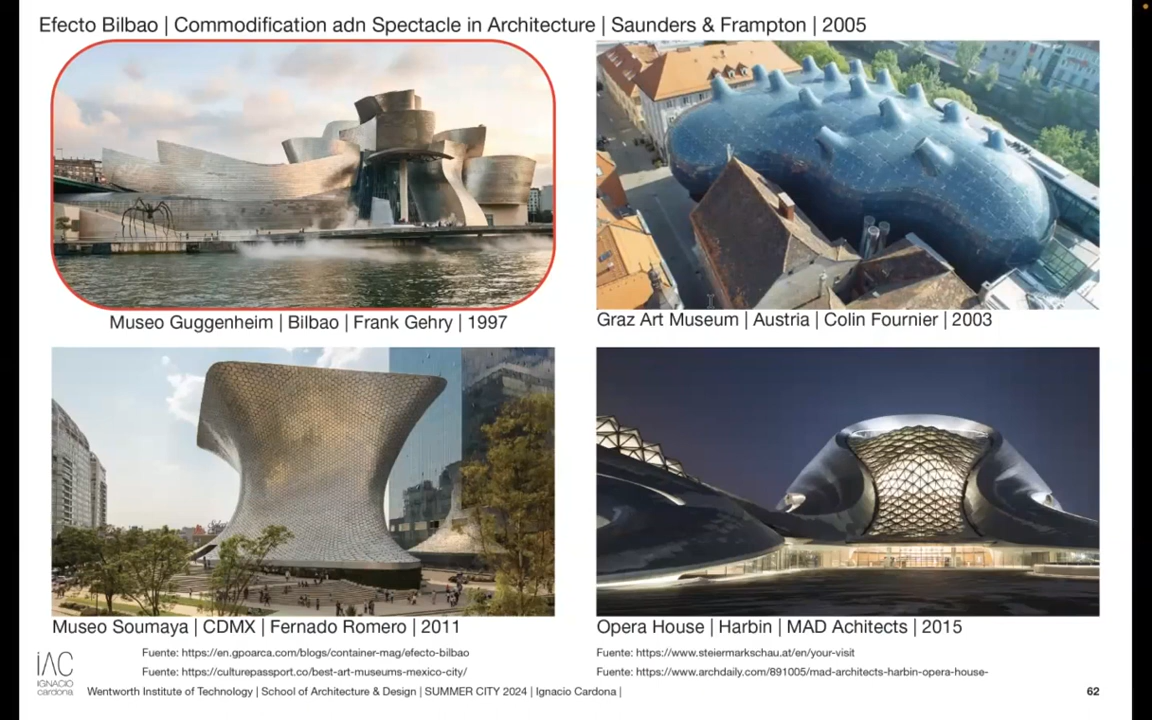 Efecto Bilbao | Commodification adn Spectacle in Architecture | Saunders & Frampton | 2005
Museo Guggenheim | Bilbao | Frank Gehry | 1997
Graz Art Museum | Austria | Colin Fournier | 2003
Museo Soumaya | CDMX | Fernado Romero | 2011
Opera House | Harbin | MAD Achitects | 2015
Fuente: https://en.gpoarca.com/blogs/container-mag/efecto-bilbao
Fuente: https://www.steiermarkschau.at/en/your-visit
Fuente: https://culturepassport.co/best-art-museums-mexico-city/
Fuente: https://www.archdaily.com/891005/mad-architects-harbin-opera-house-
iAC
IGNACIO
cardona
Wentworth Institute of Technology | School of Architecture & Design | SUMMER CITY 2024 | Ignacio Cardona |
62